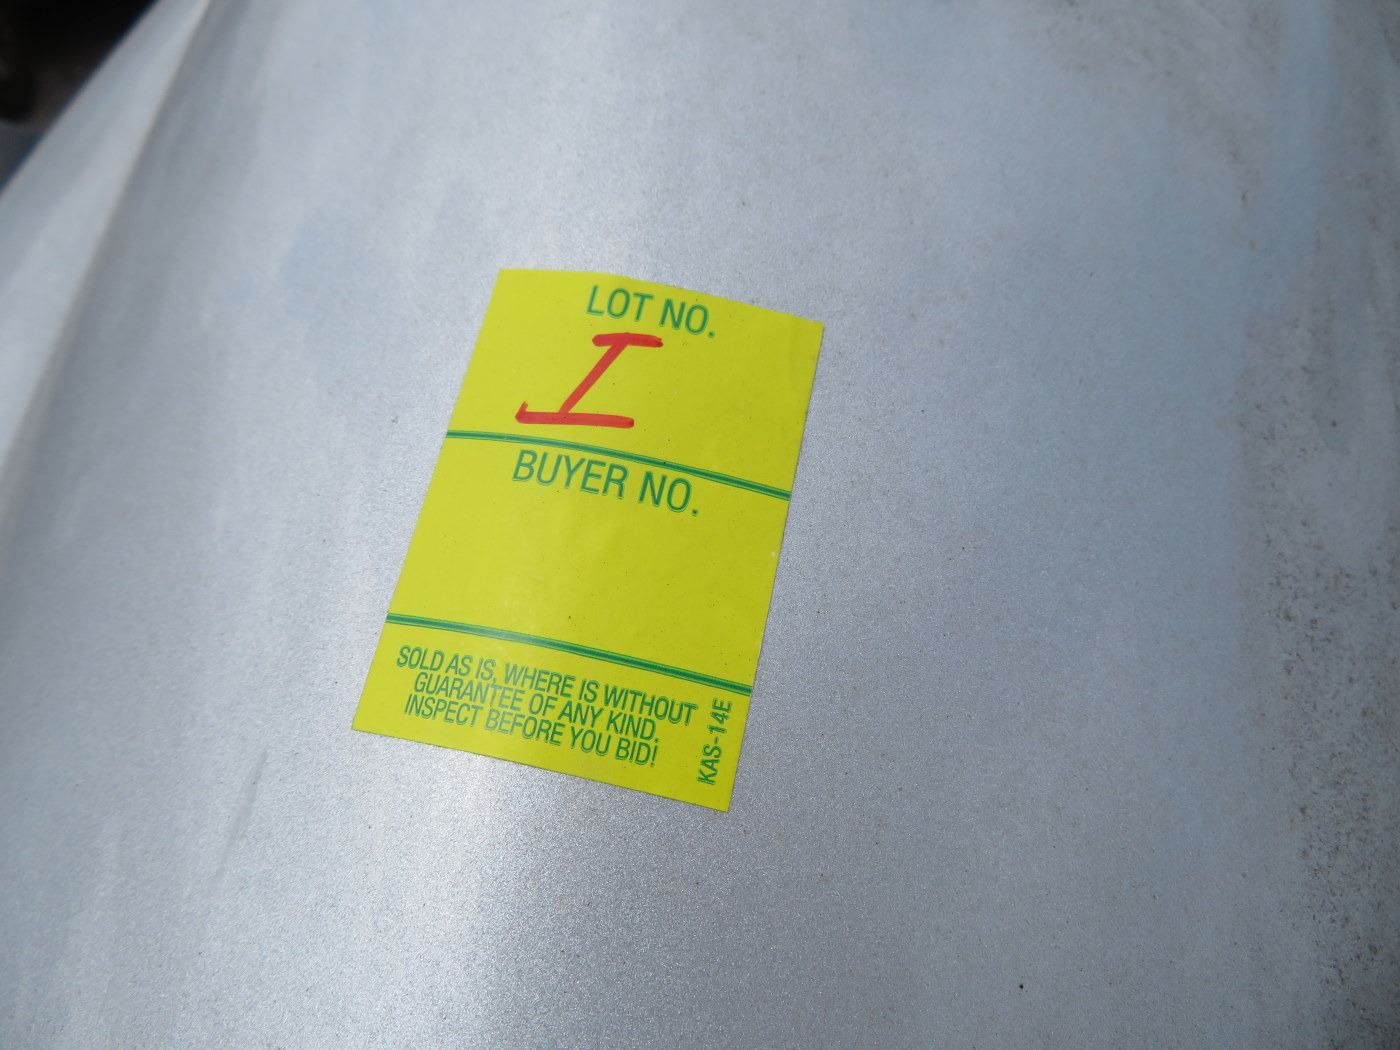 LOT NO.
I
BUYER NO.
SOLD AS IS, WHERE IS WITHOUT
GUARANTEE OF ANY KIND.
INSPECT BEFORE YOU BID!
KAS-14E